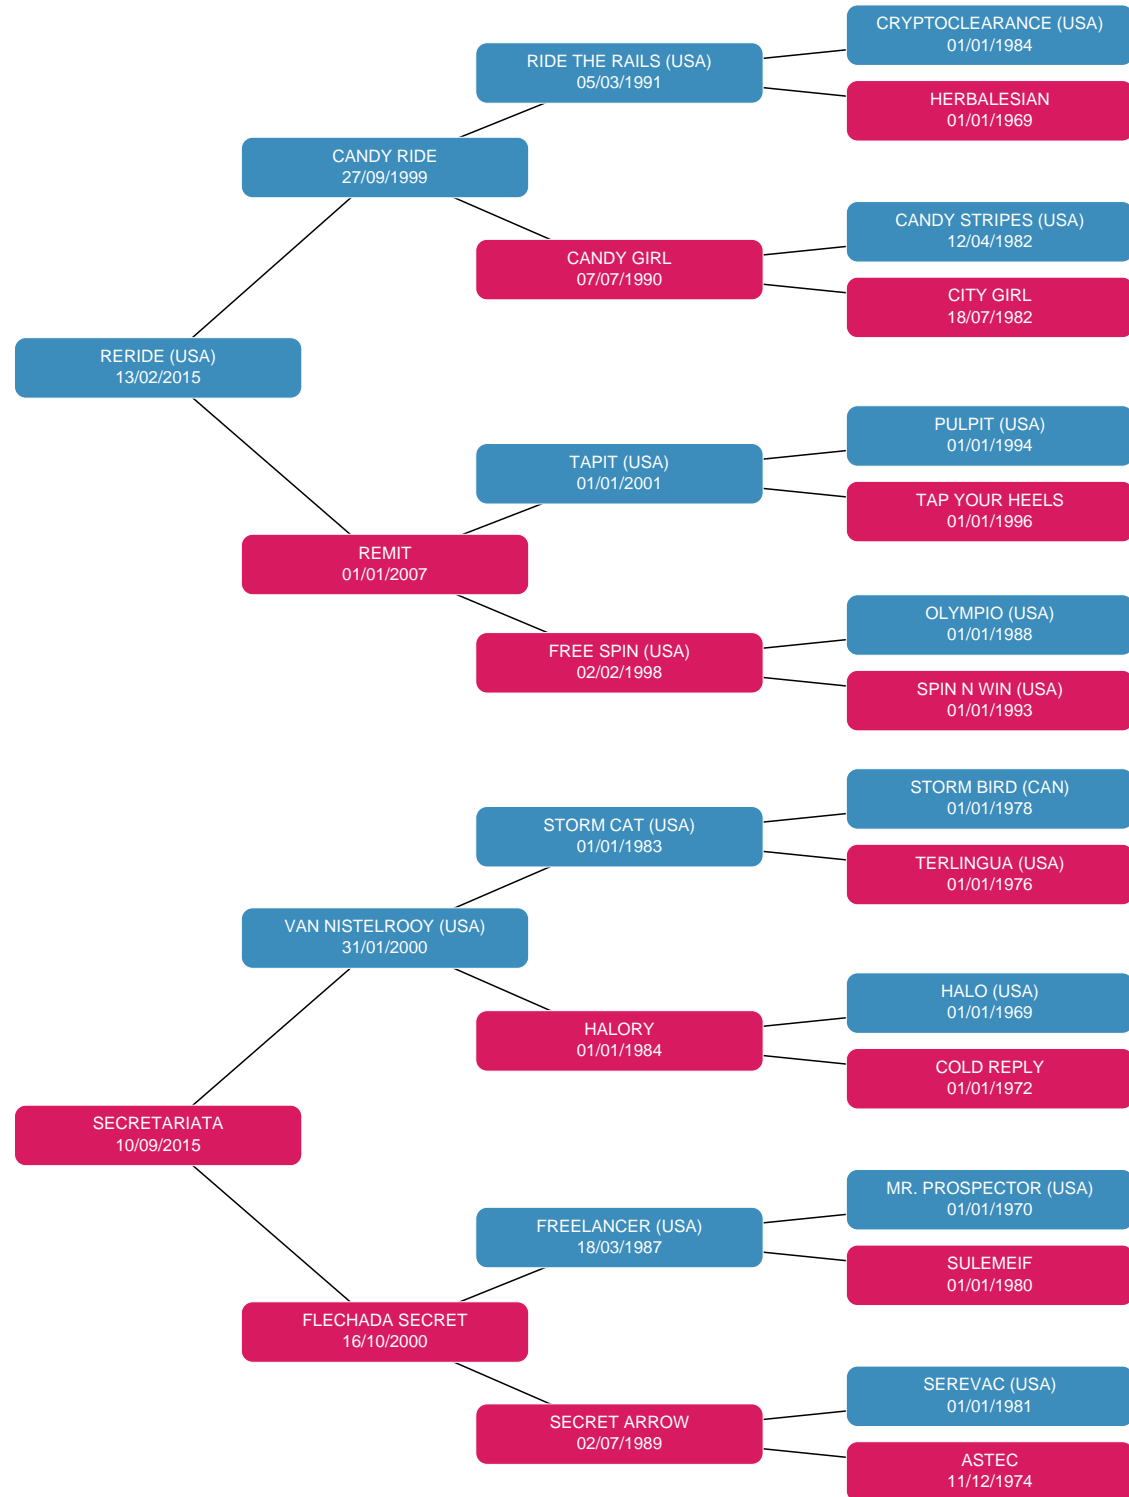 CRYPTOCLEARANCE (USA)
01/01/1984
RIDE THE RAILS (USA)
05/03/1991
HERBALESIAN
01/01/1969
CANDY RIDE
27/09/1999
CANDY STRIPES (USA)
12/04/1982
CANDY GIRL
07/07/1990
CITY GIRL
18/07/1982
RERIDE (USA)
13/02/2015
PULPIT (USA)
01/01/1994
TAPIT (USA)
01/01/2001
TAP YOUR HEELS
01/01/1996
REMIT
01/01/2007
OLYMPIO (USA)
01/01/1988
FREE SPIN (USA)
02/02/1998
SPIN N WIN (USA)
01/01/1993
STORM BIRD (CAN)
01/01/1978
STORM CAT (USA)
01/01/1983
TERLINGUA (USA)
01/01/1976
VAN NISTELROOY (USA)
31/01/2000
HALO (USA)
01/01/1969
HALORY
01/01/1984
COLD REPLY
01/01/1972
SECRETARIATA
10/09/2015
MR. PROSPECTOR (USA)
01/01/1970
FREELANCER (USA)
18/03/1987
SULEMEIF
01/01/1980
FLECHADA SECRET
16/10/2000
SEREVAC (USA)
01/01/1981
SECRET ARROW
02/07/1989
ASTEC
11/12/1974